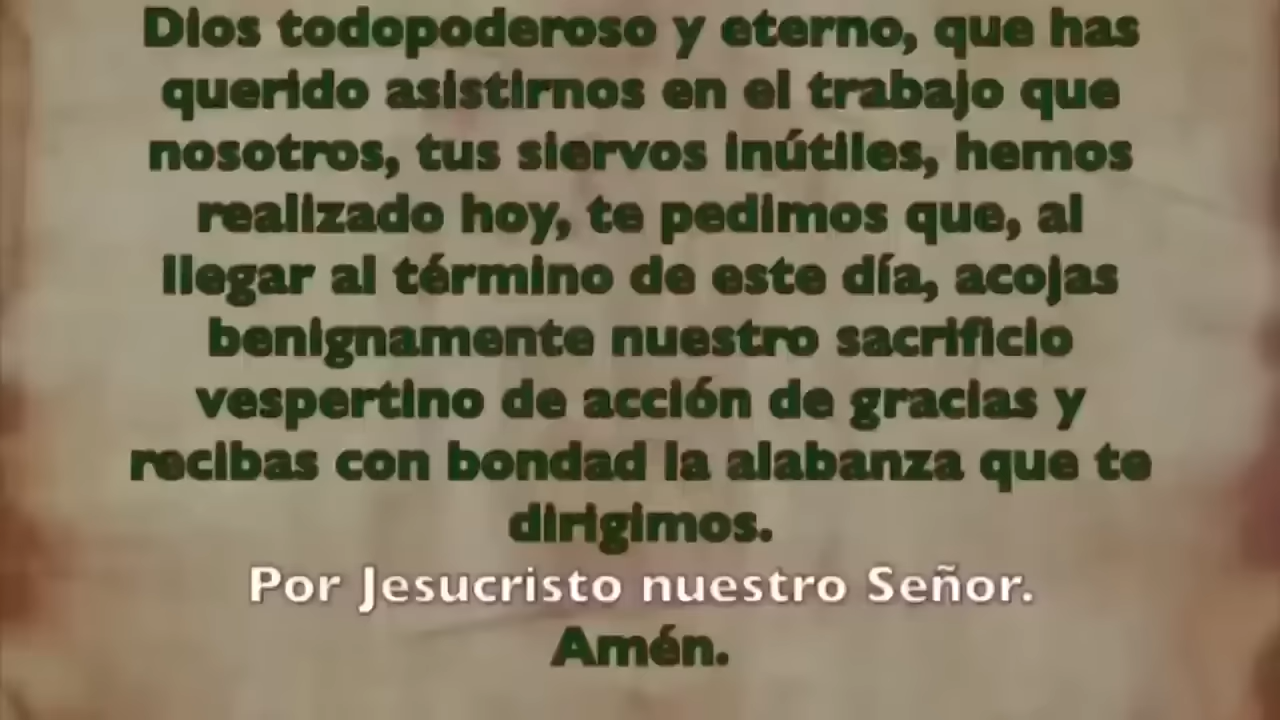 Dios todopoderoso y eterno, que has
querido asistirnos en el trabajo que
nosotros, tus siervos inútiles, hemos
realizado hoy, te pedimos que, al
llegar al término de este día, acojas
benignamente nuestro sacrificio
vespertino de acción de gracias y
recibas con bondad la alabanza que te
dirigimos.
Por Jesucristo nuestro Señor.
Amén.